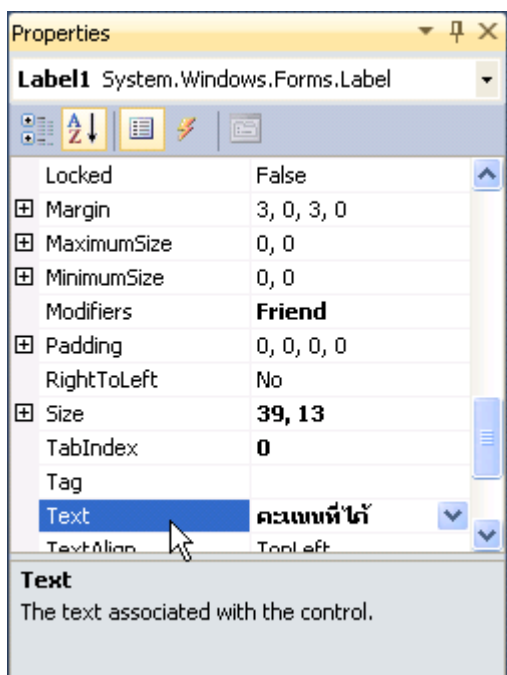 Properties
Label1 System.Windows.Forms.Label
Locked False
Margin 3, 0, 3, 0
MaximumSize 0, 0
MinimumSize 0, 0
Modifiers Friend
Padding 0, 0, 0, 0
RightToLeft No
Size 39, 13
TabIndex 0
Tag
Text คะแนนที่ได้
TextAlign TopLeft
Text
The text associated with the control.